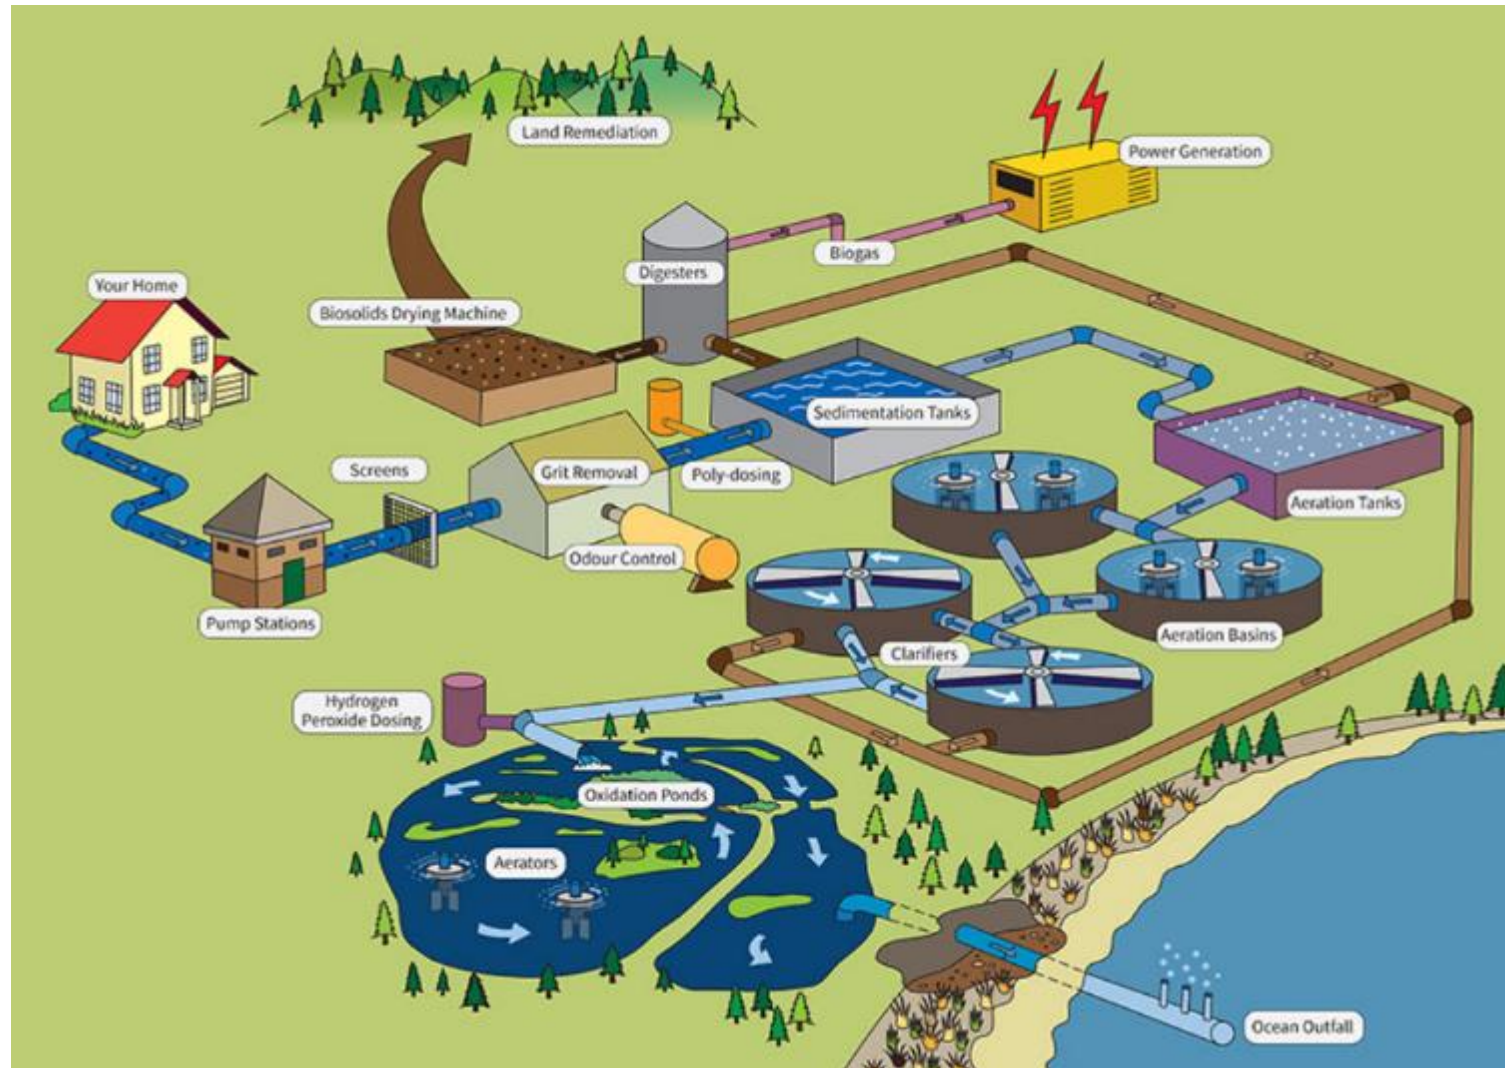 Land Remediation
Power Generation
Biogas
Digesters
Your Home
Biosolids Drying Machine
Sedimentation Tanks
Screens
Grit Removal
Poly-dosing
Aeration Tanks
Odour Control
Pump Stations
Aeration Basins
Clarifiers
Hydrogen
Peroxide Dosing
Oxidation Ponds
Aerators
Ocean Outfall